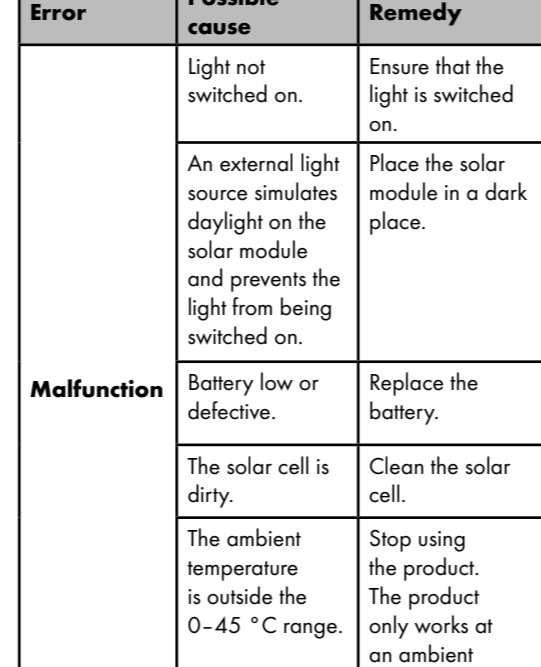 Error
Possible
cause
Remedy
Malfunction
Light not
switched on.
Ensure that the
light is switched
on.
An external light
source simulates
daylight on the
solar module
and prevents the
light from being
switched on.
Place the solar
module in a dark
place.
Battery low or
defective.
Replace the
battery.
The solar cell is
dirty.
Clean the solar
cell.
The ambient
temperature
is outside the
0–45 °C range.
Stop using
the product.
The product
only works at
an ambient